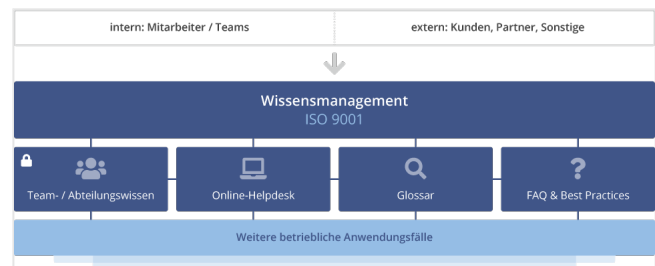 intern: Mitarbeiter / Teams
extern: Kunden, Partner, Sonstige
Wissensmanagement
ISO 9001
Team- / Abteilungswissen
Online-Helpdesk
Glossar
FAQ & Best Practices
Weitere betriebliche Anwendungsfälle